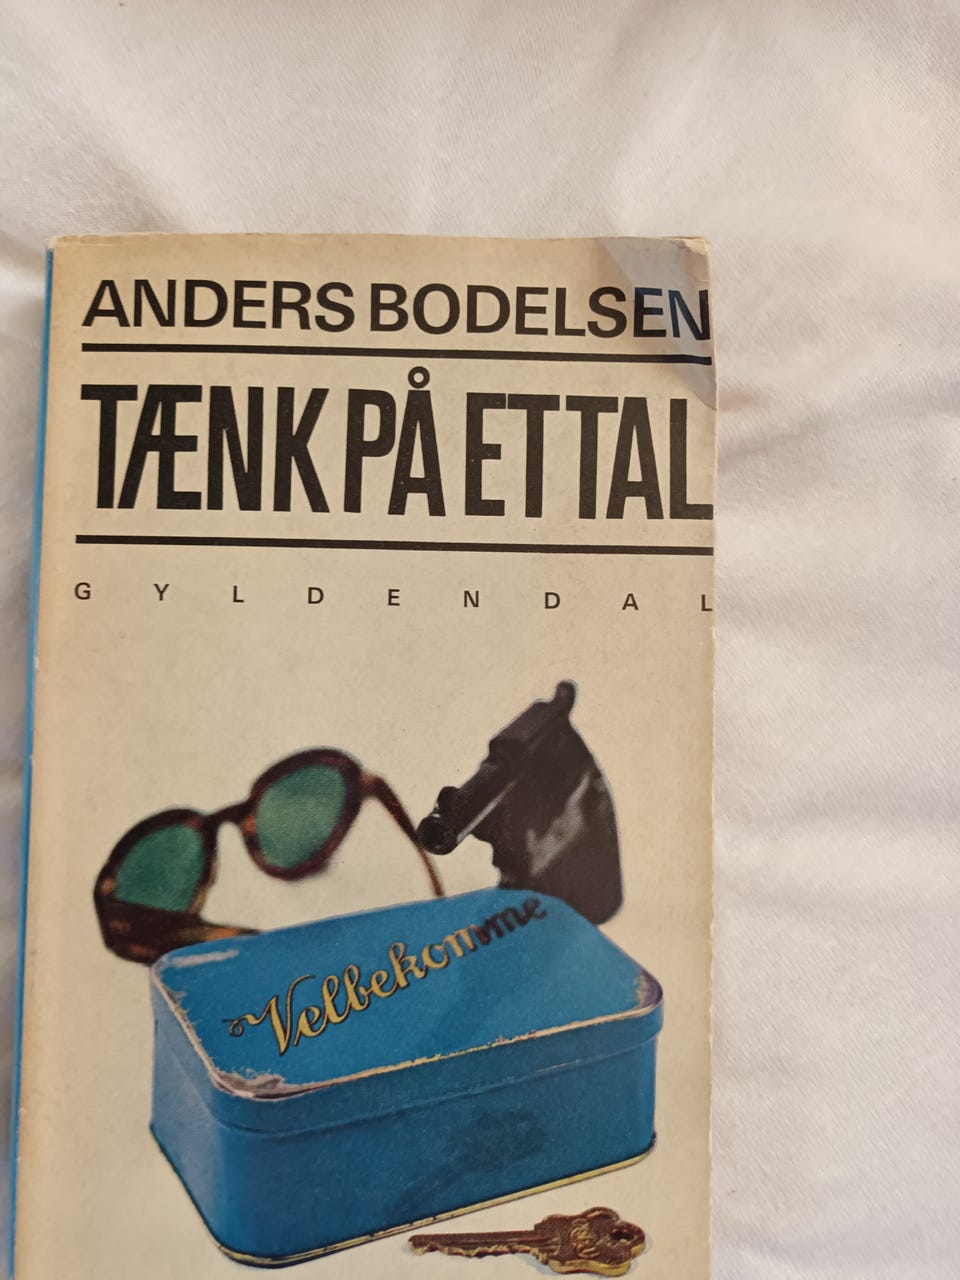 ANDERS BODELSEN
TÆNK PÅ ET TAL
GYLDENDAL
Velbekomme